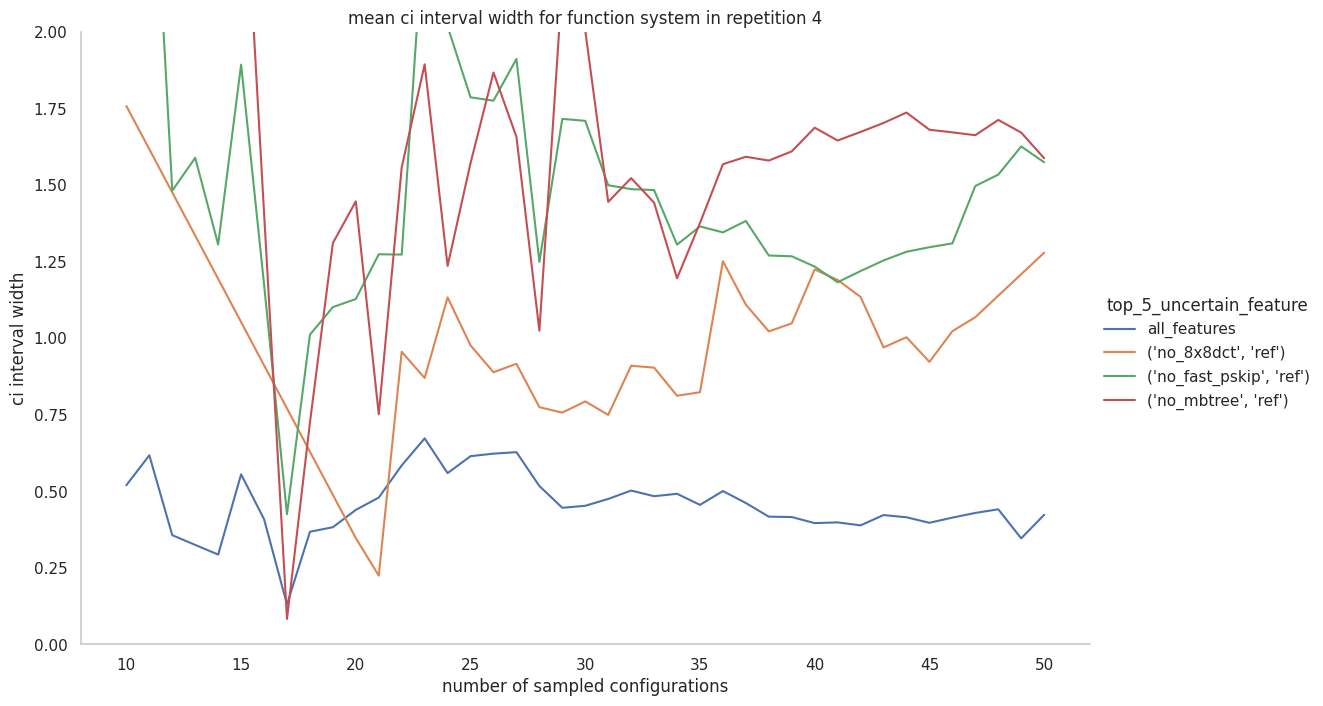 mean ci interval width for function system in repetition 4
2.00
1.75
1.50
1.25
1.00
0.75
0.50
0.25
0.00
ci interval width
10 15 20 25 30 35 40 45 50
number of sampled configurations
top_5_uncertain_feature
all_features
('no_8x8dct', 'ref')
('no_fast_pskip', 'ref')
('no_mbtree', 'ref')